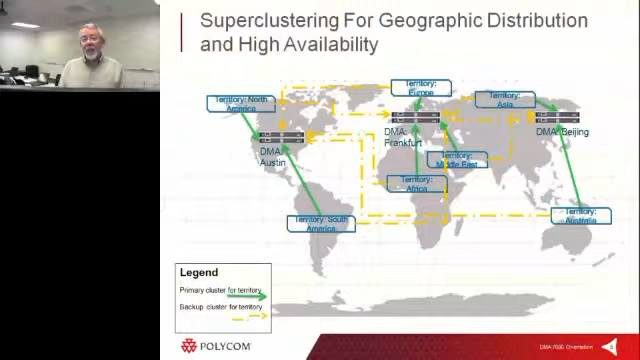 Superclustering For Geographic Distribution
and High Availability
Territory:
Europe
Territory: North
America
Territory:
Asia
DMA:
Austin
DMA:
Frankfurt
DMA: Beijing
Territory:
Middle East
Territory:
Africa
Territory: South
America
Territory:
Australia
Legend
Primary cluster for territory
Backup cluster for territory
POLYCOM
DMA 7000 Orientation